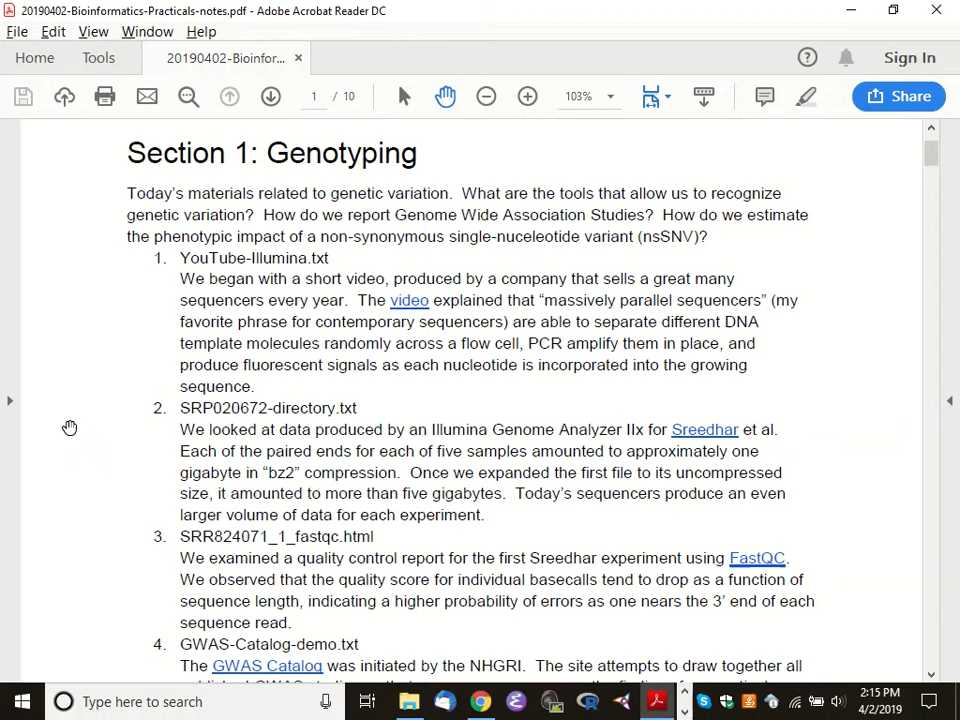 20190402-Bioinformatics-Practicals-notes.pdf - Adobe Acrobat Reader DC
File Edit View Window Help
Home Tools 20190402-Bioinfor... × Sign In
1 / 10 103% Share
Section 1: Genotyping
Today's materials related to genetic variation. What are the tools that allow us to recognize
genetic variation? How do we report Genome Wide Association Studies? How do we estimate
the phenotypic impact of a non-synonymous single-nuceleotide variant (nsSNV)?
1. YouTube-Illumina.txt
We began with a short video, produced by a company that sells a great many
sequencers every year. The video explained that “massively parallel sequencers” (my
favorite phrase for contemporary sequencers) are able to separate different DNA
template molecules randomly across a flow cell, PCR amplify them in place, and
produce fluorescent signals as each nucleotide is incorporated into the growing
sequence.
2. SRP020672-directory.txt
We looked at data produced by an Illumina Genome Analyzer IIx for Sreedhar et al.
Each of the paired ends for each of five samples amounted to approximately one
gigabyte in “bz2” compression. Once we expanded the first file to its uncompressed
size, it amounted to more than five gigabytes. Today's sequencers produce an even
larger volume of data for each experiment.
3. SRR824071_1_fastqc.html
We examined a quality control report for the first Sreedhar experiment using FastQC.
We observed that the quality score for individual basecalls tend to drop as a function of
sequence length, indicating a higher probability of errors as one nears the 3’ end of each
sequence read.
4. GWAS-Catalog-demo.txt
The GWAS Catalog was initiated by the NHGRI. The site attempts to draw together all
Type here to search
2:15 PM
4/2/2019